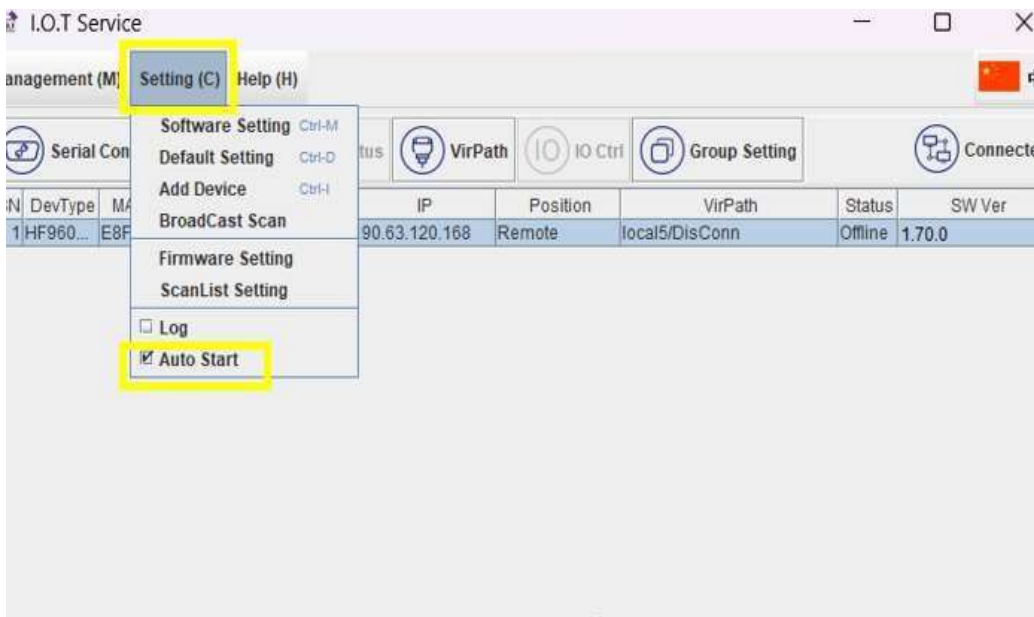 I.O.T Service
anagement (M) Setting (C) Help (H)
Software Setting Ctrl-M
Default Setting Ctrl-D
Add Device Ctrl-I
BroadCast Scan
Firmware Setting
ScanList Setting
Log
Auto Start
Serial Con
tus
VirPath
IO IO Ctrl
Group Setting
Connecte
N DevType MA IP Position VirPath Status SW Ver
1 HF960... E8F 90.63.120.168 Remote local5/DisConn Offline 1.70.0